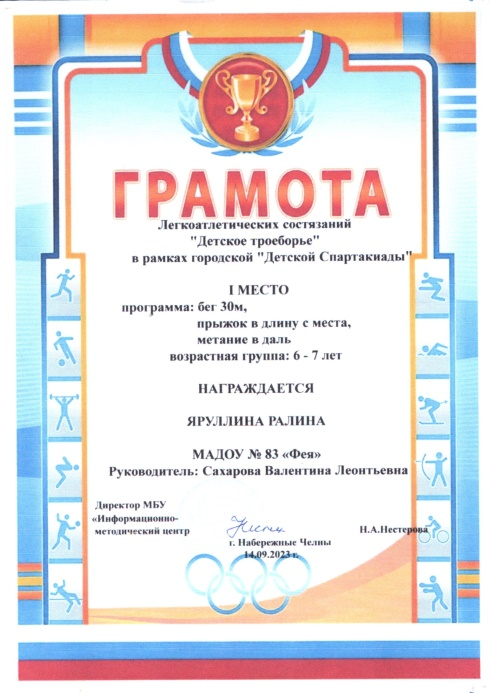 ГРАМОТА
Легкоатлетических состязаний
"Детское троеборье"
в рамках городской "Детской Спартакиады"
I МЕСТО
программа: бег 30м,
прыжок в длину с места,
метание в даль
возрастная группа: 6 - 7 лет
НАГРАЖДАЕТСЯ
ЯРУЛЛИНА РАЛИНА
МАДОУ № 83 «Фея»
Руководитель: Сахарова Валентина Леонтьевна
Директор МБУ
«Информационно-
методический центр
Н.А.Нестерова
г. Набережные Челны
14.09.2023 г.